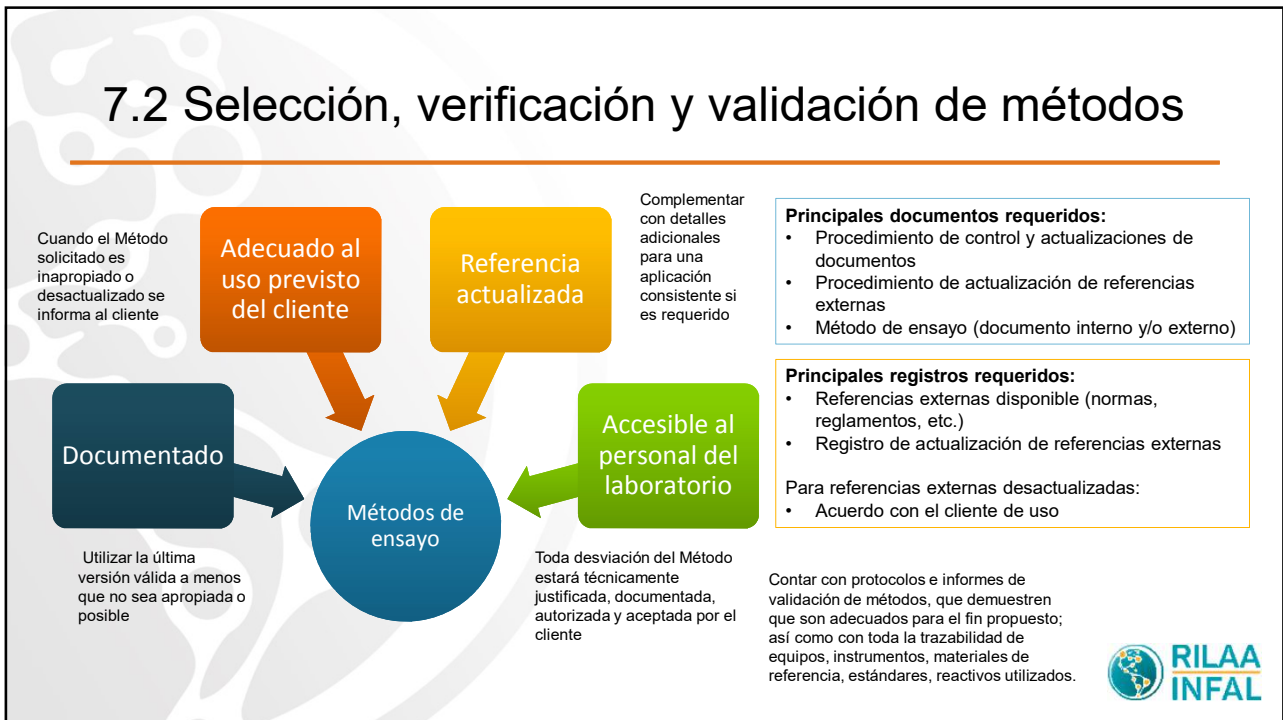 7.2 Selección, verificación y validación de métodos
Cuando el Método
solicitado es
inapropiado o
desactualizado se
informa al cliente
Adecuado al
uso previsto
del cliente
Referencia
actualizada
Complementar
con detalles
adicionales
para una
aplicación
consistente si
es requerido
Documentado
Métodos de
ensayo
Accesible al
personal del
laboratorio
Utilizar la última
versión válida a menos
que no sea apropiada o
posible
Toda desviación del Método
estará técnicamente
justificada, documentada,
autorizada y aceptada por el
cliente
Principales documentos requeridos:
• Procedimiento de control y actualizaciones de
documentos
• Procedimiento de actualización de referencias
externas
• Método de ensayo (documento interno y/o externo)
Principales registros requeridos:
• Referencias externas disponible (normas,
reglamentos, etc.)
• Registro de actualización de referencias externas
Para referencias externas desactualizadas:
• Acuerdo con el cliente de uso
Contar con protocolos e informes de
validación de métodos, que demuestren
que son adecuados para el fin propuesto;
así como con toda la trazabilidad de
equipos, instrumentos, materiales de
referencia, estándares, reactivos utilizados.
RILAA
INFAL